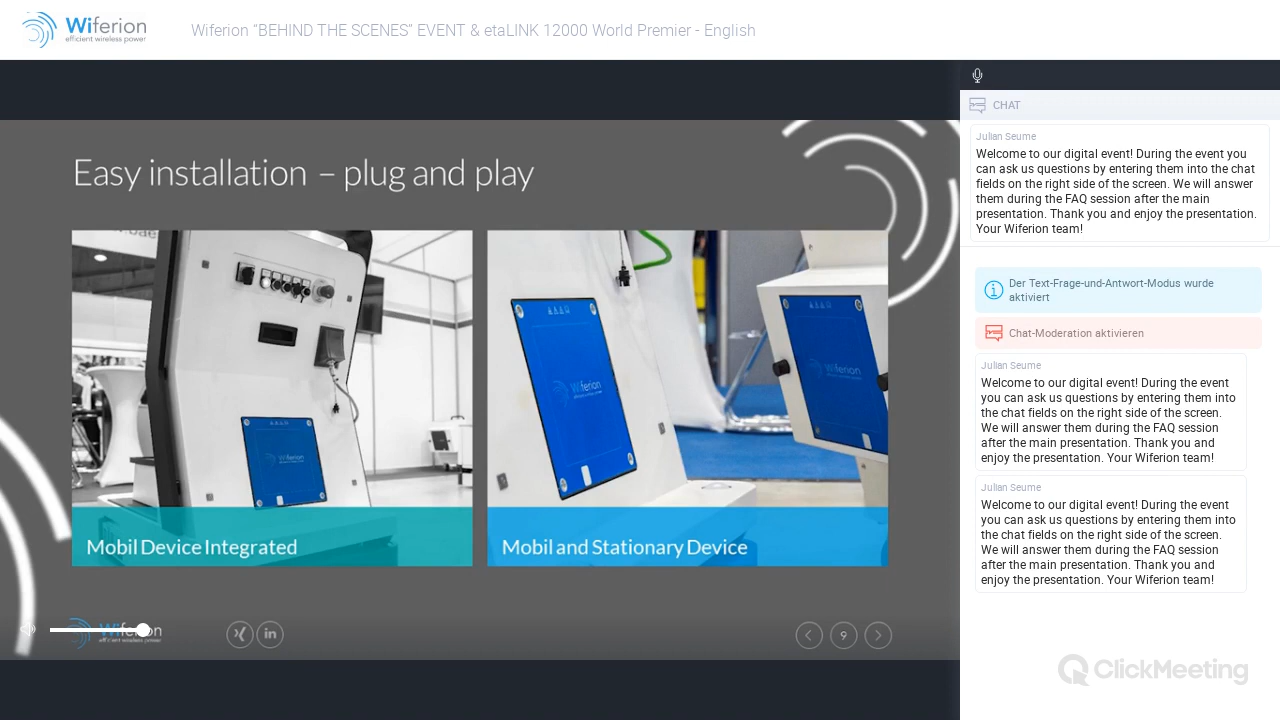 Wiferion
efficient wireless power
Wiferion “BEHIND THE SCENES” EVENT & etaLINK 12000 World Premier - English
CHAT
Julian Seume
Welcome to our digital event! During the event you
can ask us questions by entering them into the chat
fields on the right side of the screen. We will answer
them during the FAQ session after the main
presentation. Thank you and enjoy the presentation.
Your Wiferion team!
Der Text-Frage-und-Antwort-Modus wurde
aktiviert
Chat-Moderation aktivieren
Julian Seume
Welcome to our digital event! During the event
you can ask us questions by entering them into
the chat fields on the right side of the screen.
We will answer them during the FAQ session
after the main presentation. Thank you and
enjoy the presentation. Your Wiferion team!
Julian Seume
Welcome to our digital event! During the event
you can ask us questions by entering them into
the chat fields on the right side of the screen.
We will answer them during the FAQ session
after the main presentation. Thank you and
enjoy the presentation. Your Wiferion team!
ClickMeeting
Easy installation – plug and play
Wiferion
Wiferion
Wiferion
Mobil Device Integrated
Mobil and Stationary Device
Wiferion
efficient wireless power
in
9